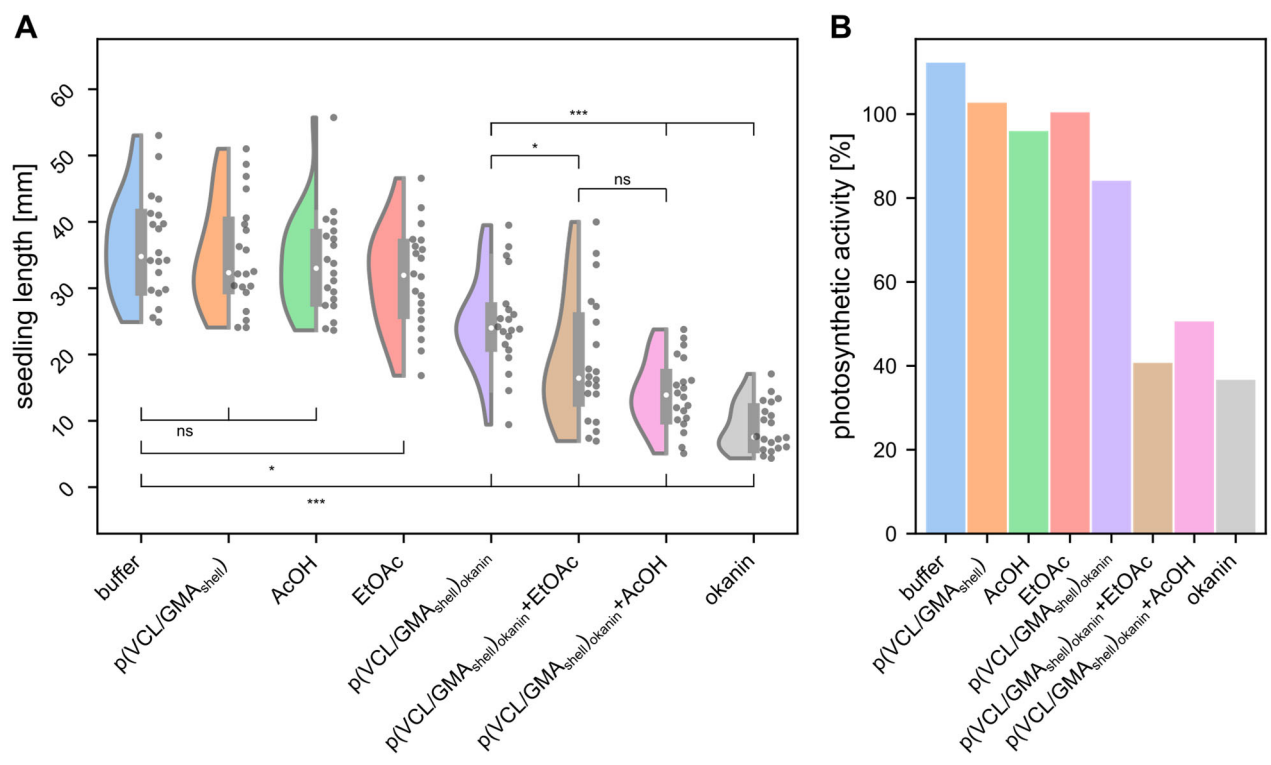 A
seedling length [mm]
60
50
40
30
20
10
0
***
*
ns
ns
*
***
buffer
p(VCL/GMAshell)
AcOH
EtOAc
p(VCL/GMAshell)okanin
p(VCL/GMAshell)okanin+EtOAc
p(VCL/GMAshell)okanin+AcOH
okanin
B
photosynthetic activity [%]
100
80
60
40
20
0
buffer
p(VCL/GMAshell)
AcOH
EtOAc
p(VCL/GMAshell)okanin
p(VCL/GMAshell)okanin+EtOAc
p(VCL/GMAshell)okanin+AcOH
okanin